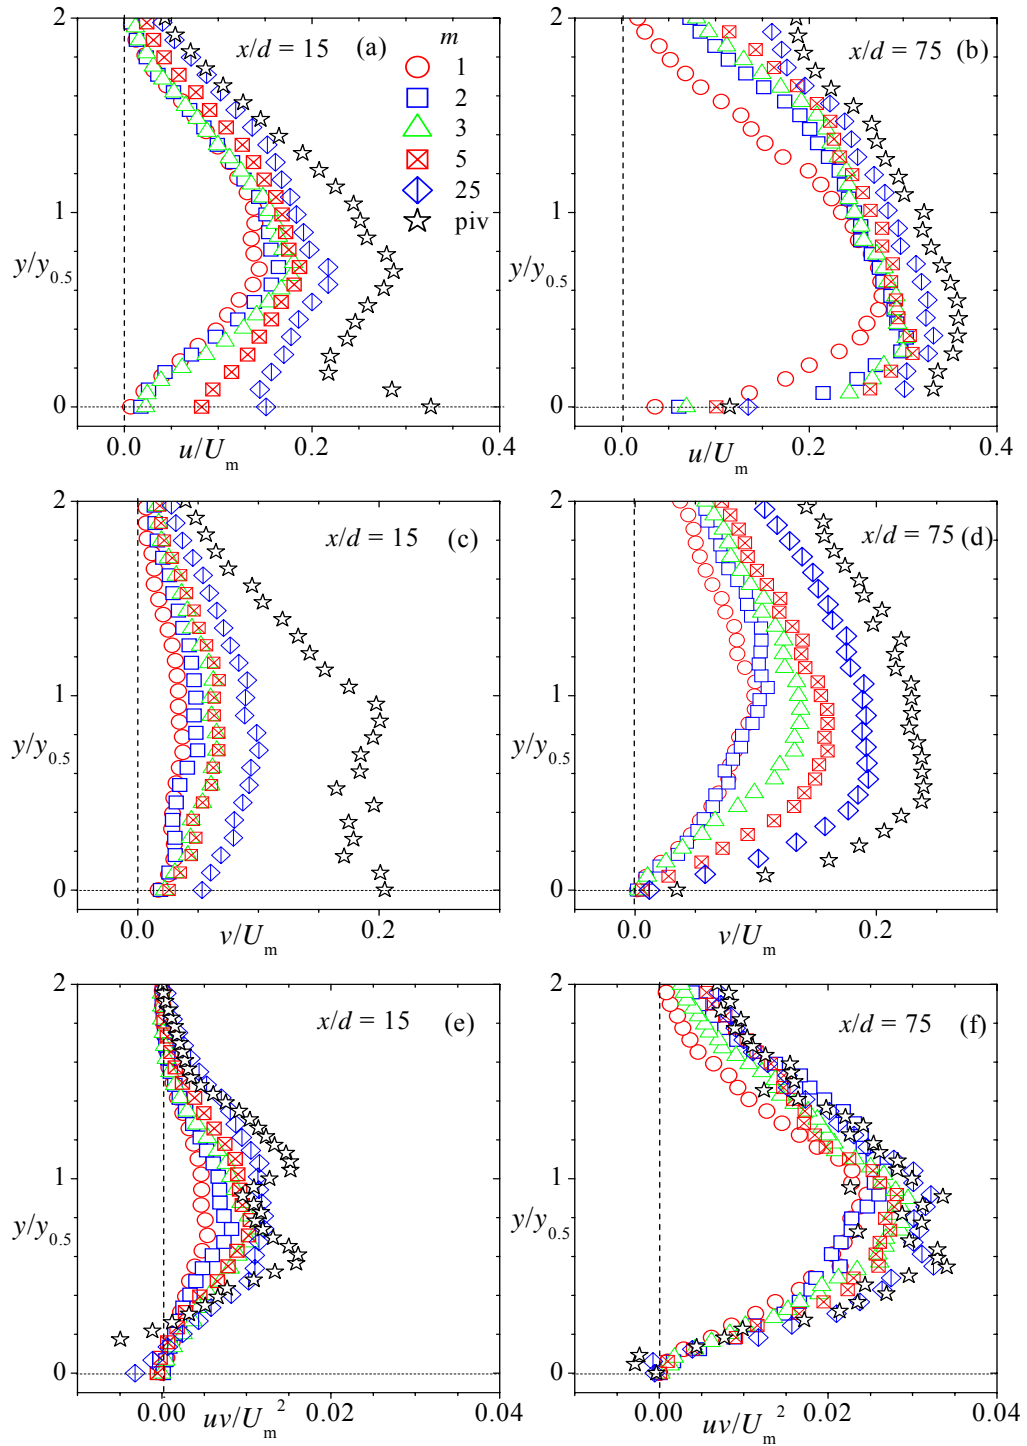 2
x/d = 15 (a)
m
1
2
3
5
25
piv
1
y/y0.5
0
0.0 0.2 0.4
u/Um
2
x/d = 75 (b)
1
y/y0.5
0
0.0 0.2 0.4
u/Um
2
x/d = 15 (c)
1
y/y0.5
0
0.0 0.2
v/Um
2
x/d = 75 (d)
1
y/y0.5
0
0.0 0.2
v/Um
2
x/d = 15 (e)
1
y/y0.5
0
0.00 0.02 0.04
uv/Um2
2
x/d = 75 (f)
1
y/y0.5
0
0.00 0.02 0.04
uv/Um2